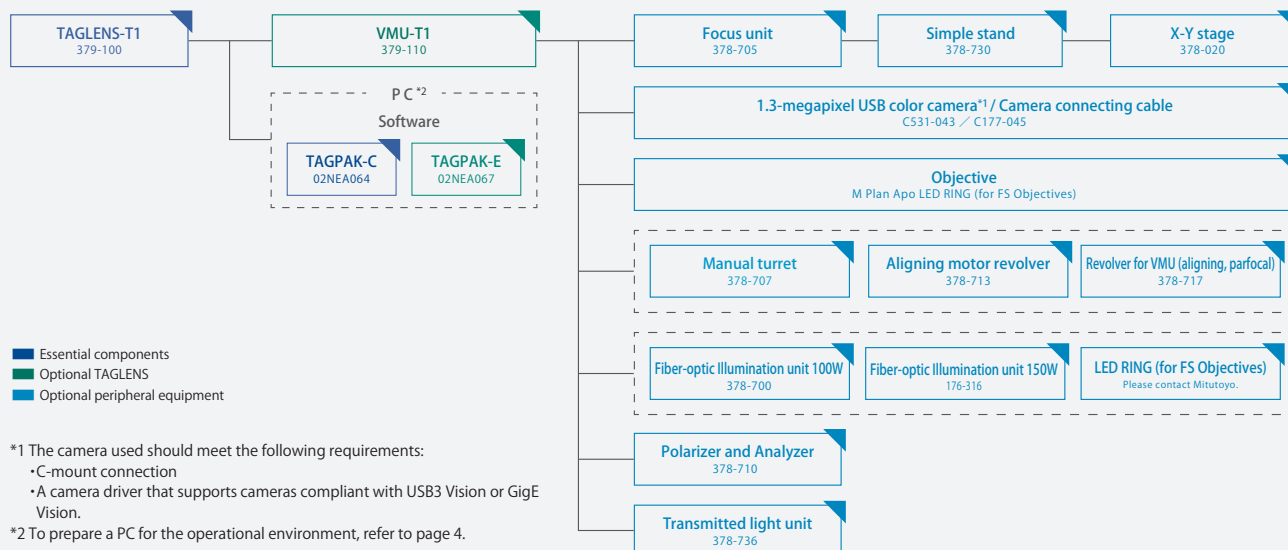 TAGLENS-T1
379-100
VMU-T1
379-110
Focus unit
378-705
Simple stand
378-730
X-Y stage
378-020
PC*2
Software
TAGPAK-C
02NEA064
TAGPAK-E
02NEA067
1.3-megapixel USB color camera*1 / Camera connecting cable
C531-043 ／ C177-045
Objective
M Plan Apo LED RING (for FS Objectives)
Manual turret
378-707
Aligning motor revolver
378-713
Revolver for VMU (aligning, parfocal)
378-717
Fiber-optic Illumination unit 100W
378-700
Fiber-optic Illumination unit 150W
176-316
LED RING (for FS Objectives)
Please contact Mitutoyo.
Polarizer and Analyzer
378-710
Transmitted light unit
378-736
Essential components
Optional TAGLENS
Optional peripheral equipment
*1 The camera used should meet the following requirements:
・C-mount connection
・A camera driver that supports cameras compliant with USB3 Vision or GigE
Vision.
*2 To prepare a PC for the operational environment, refer to page 4.